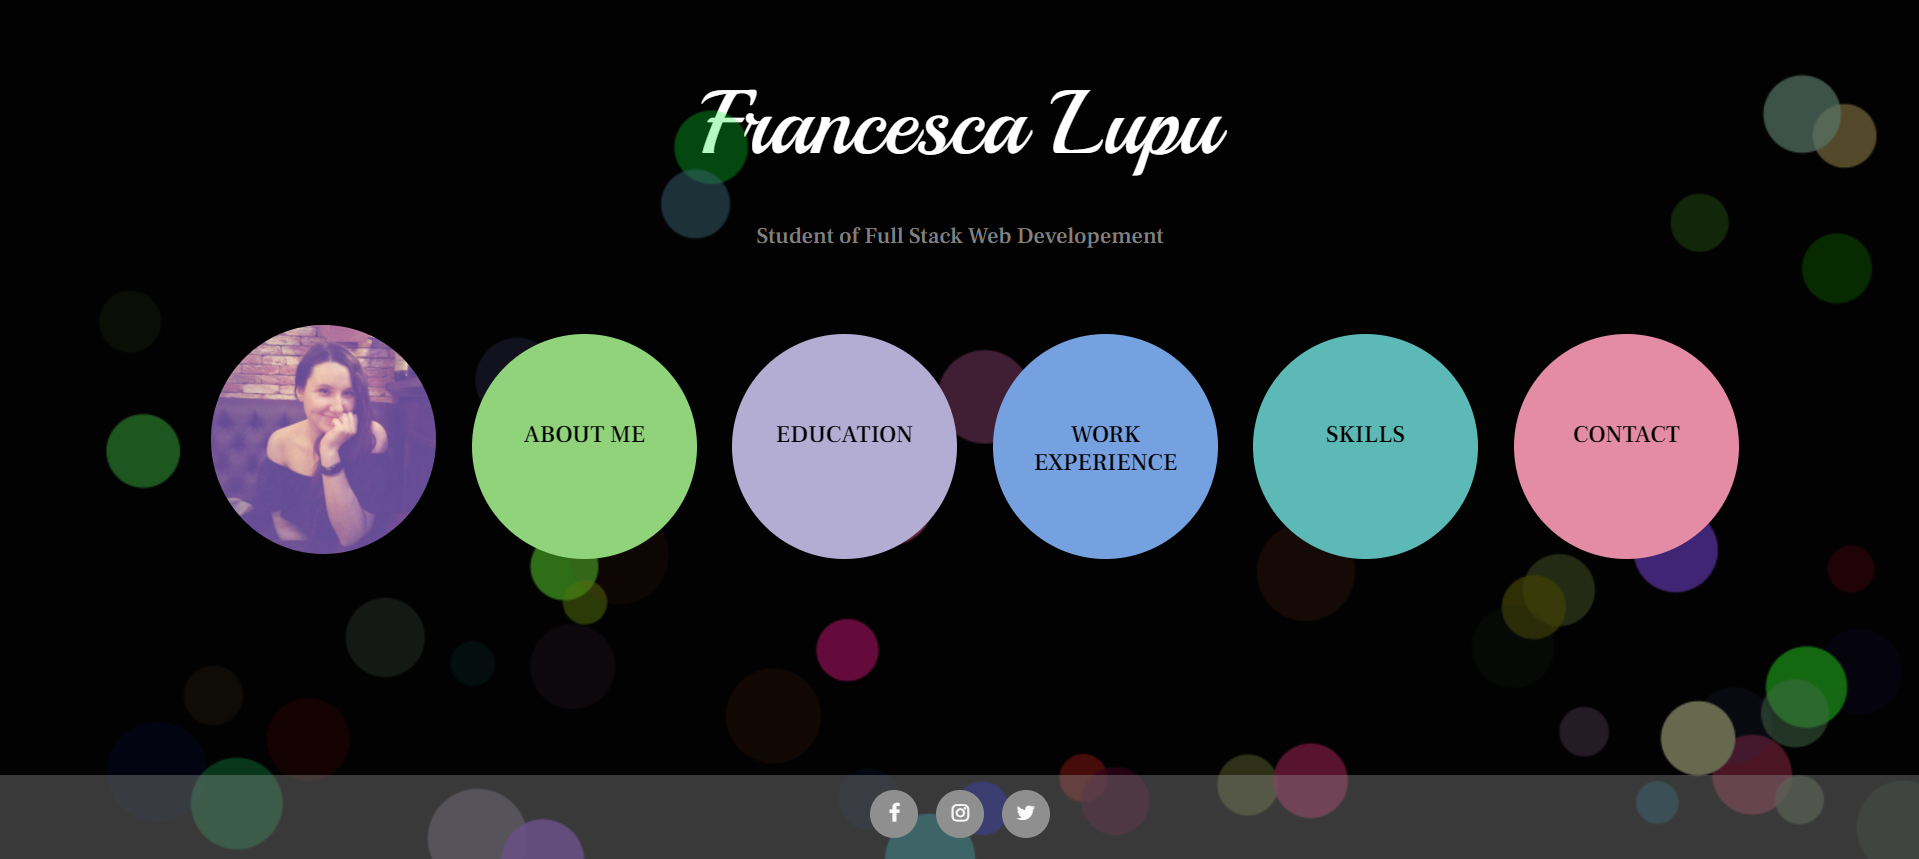 Francesca Lupu
Student of Full Stack Web Developement
ABOUT ME
EDUCATION
WORK
EXPERIENCE
SKILLS
CONTACT